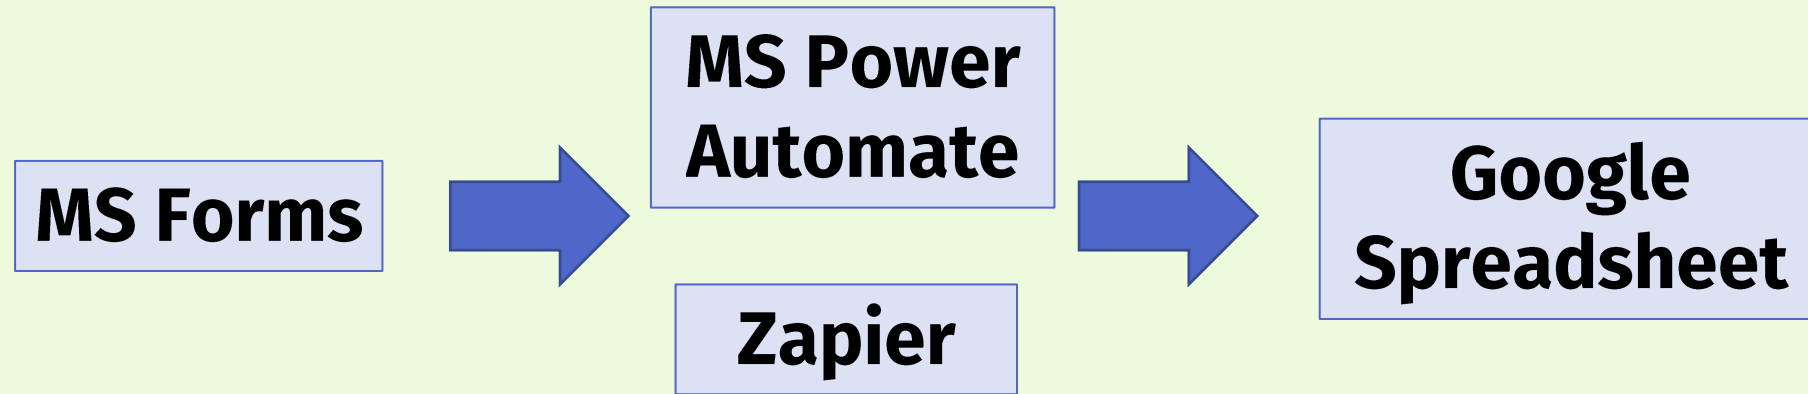 MS Forms
MS Power
Automate
Zapier
Google
Spreadsheet